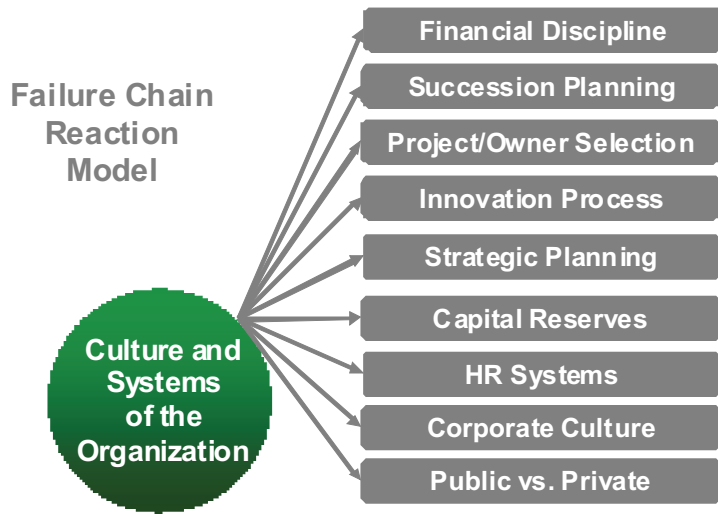 Failure Chain
Reaction
Model
Culture and
Systems
of the
Organization
Financial Discipline
Succession Planning
Project/Owner Selection
Innovation Process
Strategic Planning
Capital Reserves
HR Systems
Corporate Culture
Public vs. Private